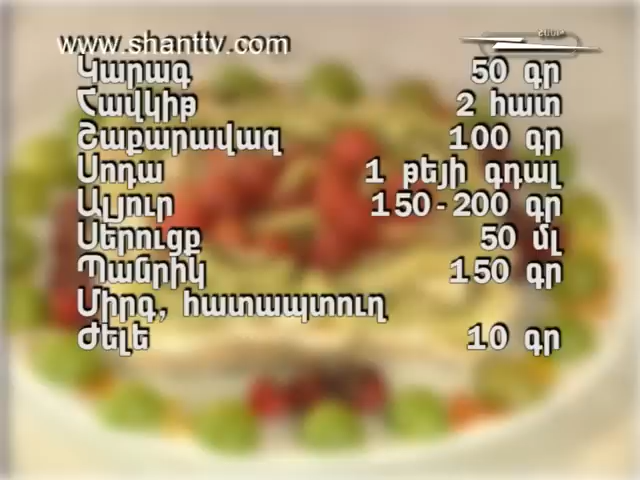 www.shanttv.com
Կարագ 50 գր
Հավկիթ 2 հատ
Շաքարավազ 100 գր
Սոդա 1 թեյի գդալ
Ալյուր 150-200 գր
Սերուցք 50 մլ
Պանրիկ 150 գր
Միրգ, հատապտուղ
Ժելե 10 գր